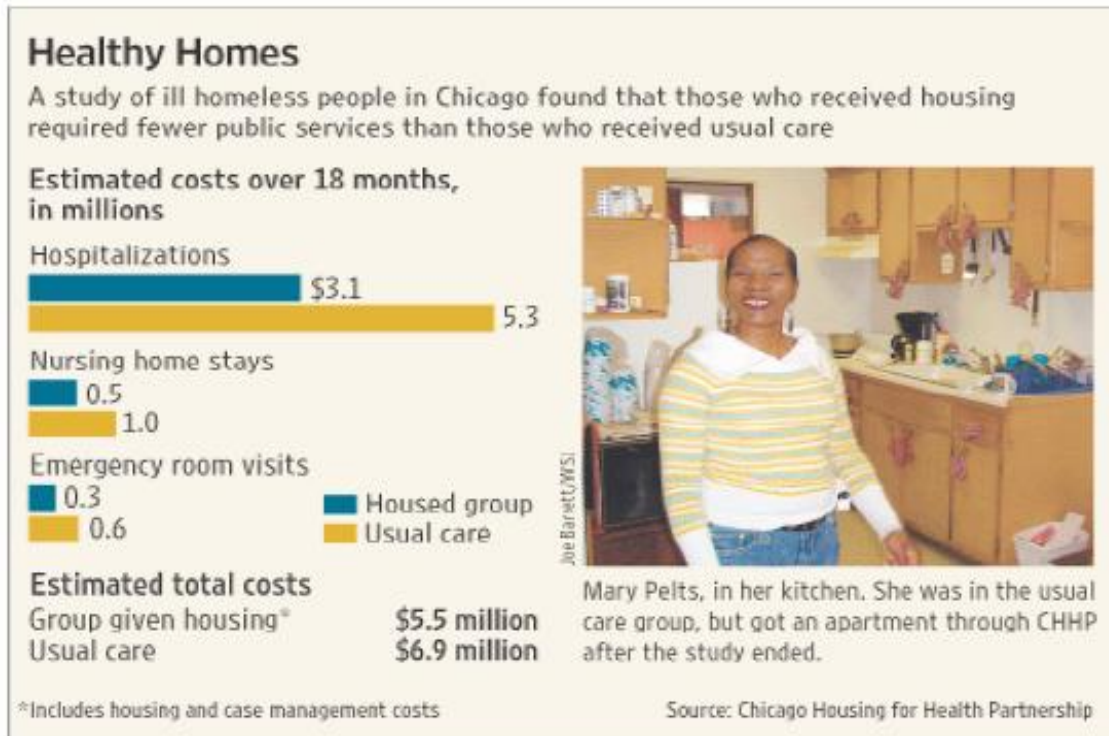 Healthy Homes
A study of ill homeless people in Chicago found that those who received housing
required fewer public services than those who received usual care
Estimated costs over 18 months,
in millions
Hospitalizations
$3.1
5.3
Nursing home stays
0.5
1.0
Emergency room visits
0.3
0.6
Housed group
Usual care
Estimated total costs
Group given housing* $5.5 million
Usual care $6.9 million
*Includes housing and case management costs
Joe Barrett/WSJ
Mary Pelts, in her kitchen. She was in the usual
care group, but got an apartment through CHHP
after the study ended.
Source: Chicago Housing for Health Partnership